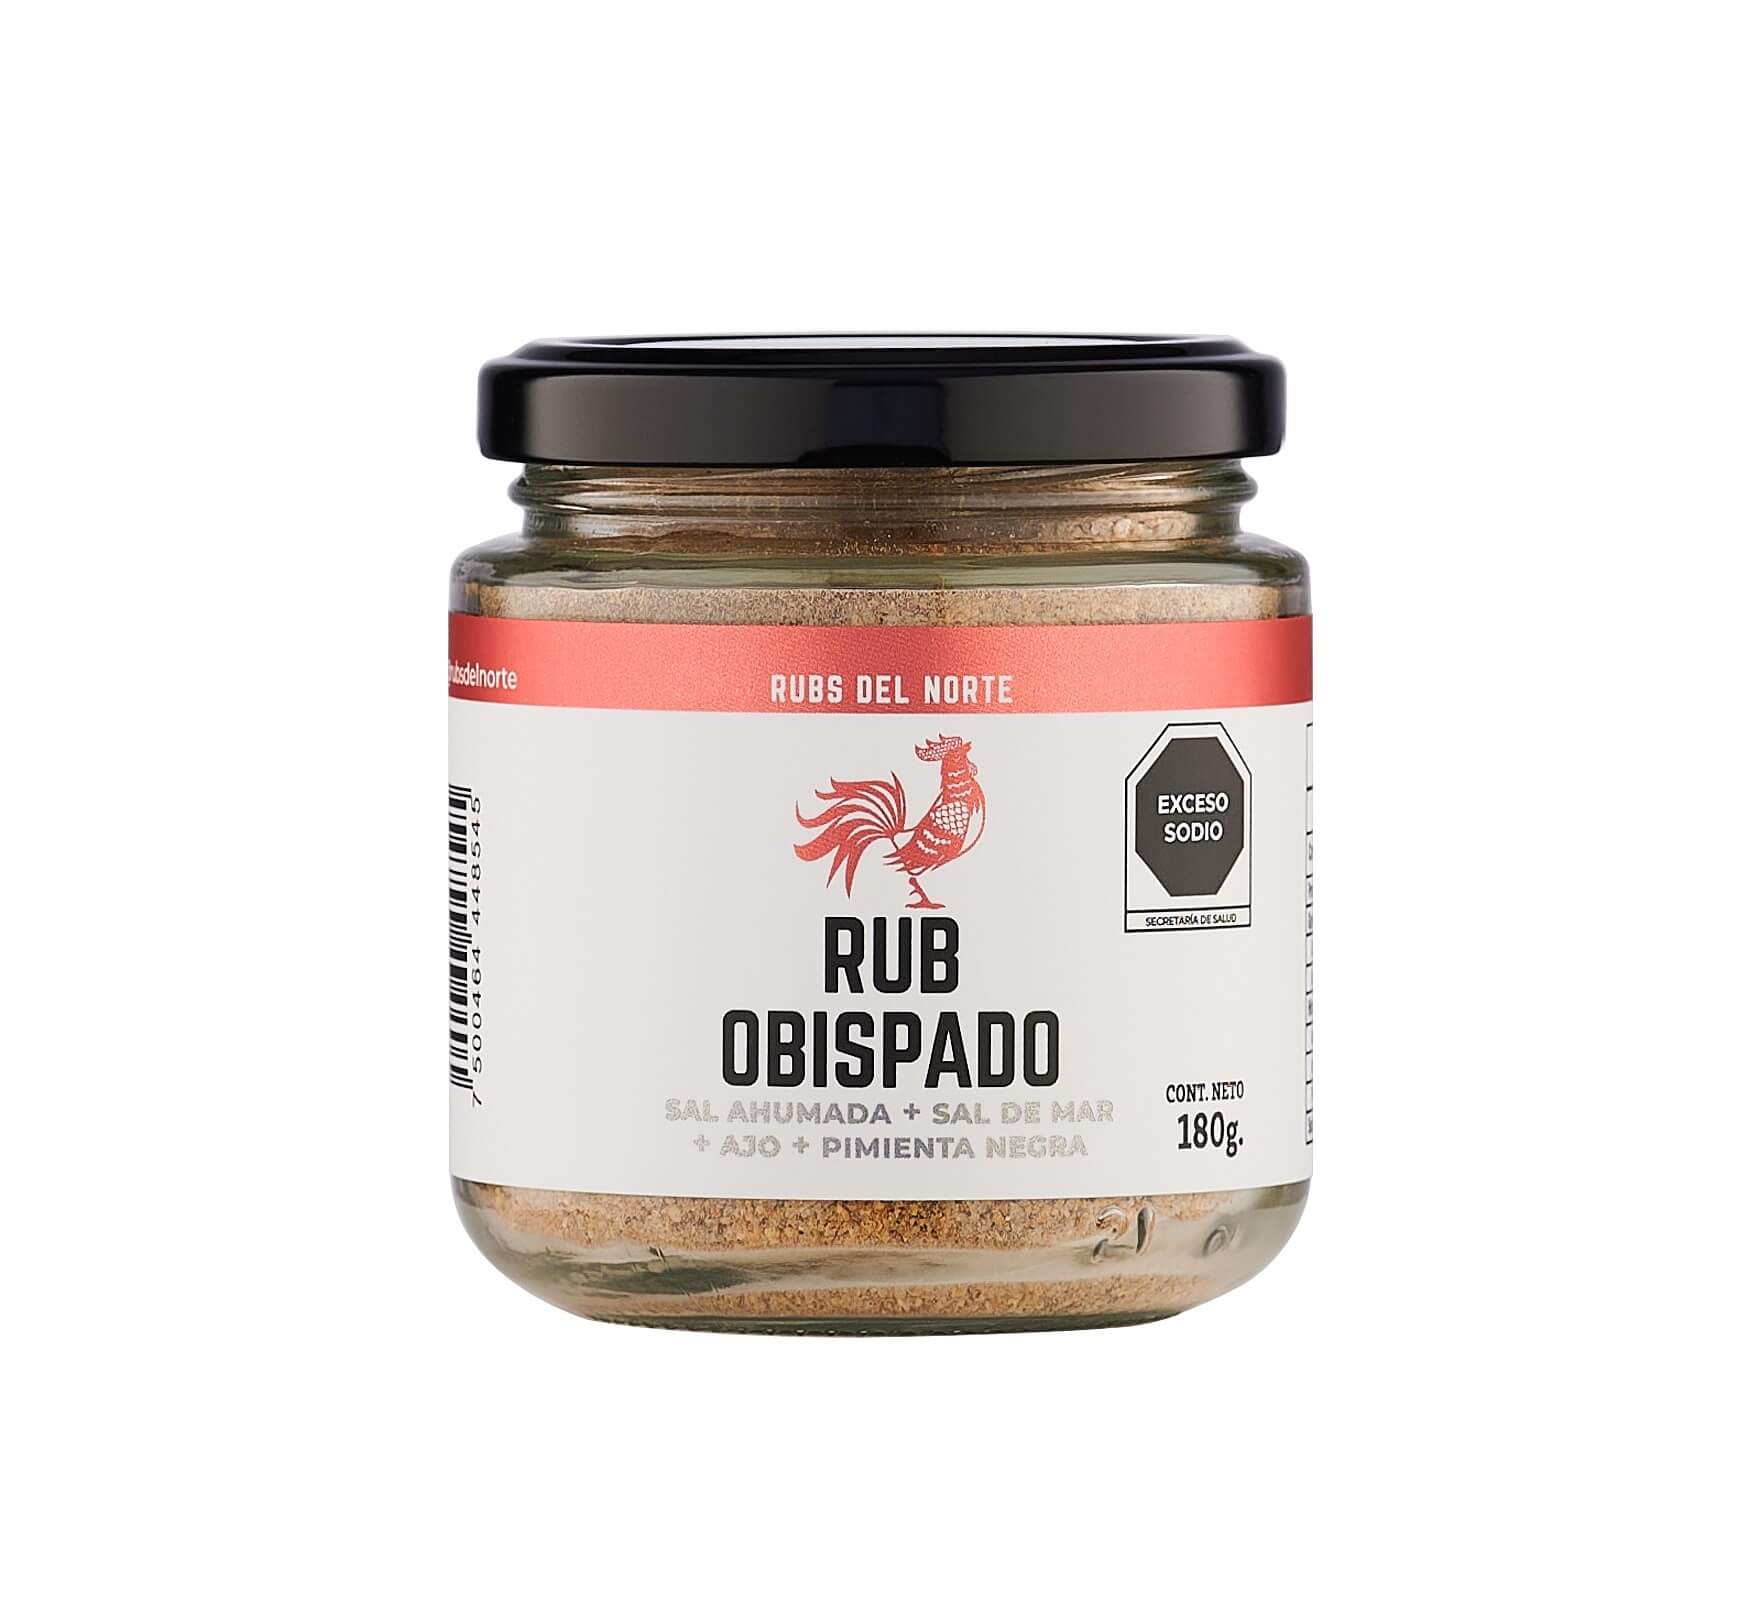 rubsdelnorte
RUBS DEL NORTE
EXCESO
SODIO
SECRETARÍA DE SALUD
RUB
OBISPADO
SAL AHUMADA + SAL DE MAR
+ AJO + PIMIENTA NEGRA
CONT. NETO
180g.
7 500464 448545